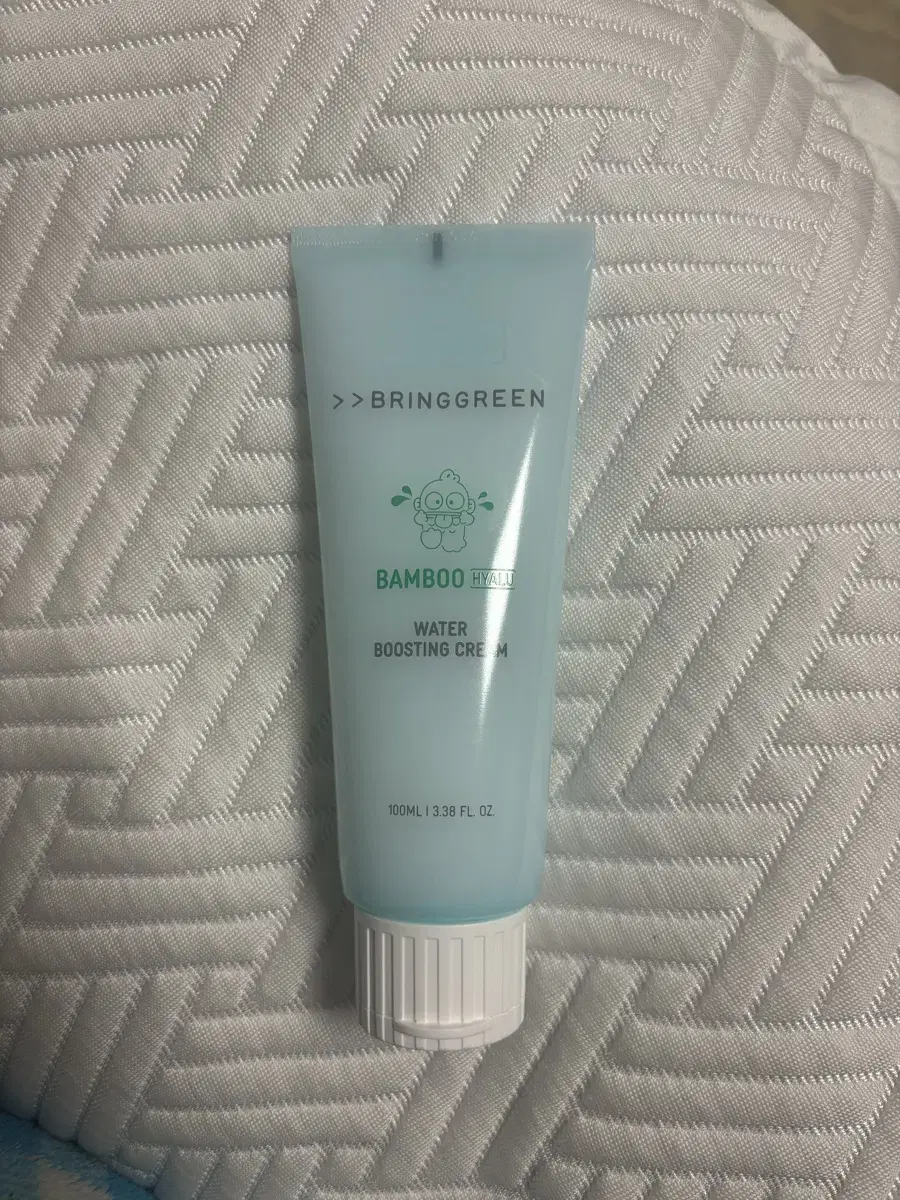 >>BRINGGREEN
BAMBOO HYALU
WATER
BOOSTING CREAM
100ML | 3.38 FL. OZ.